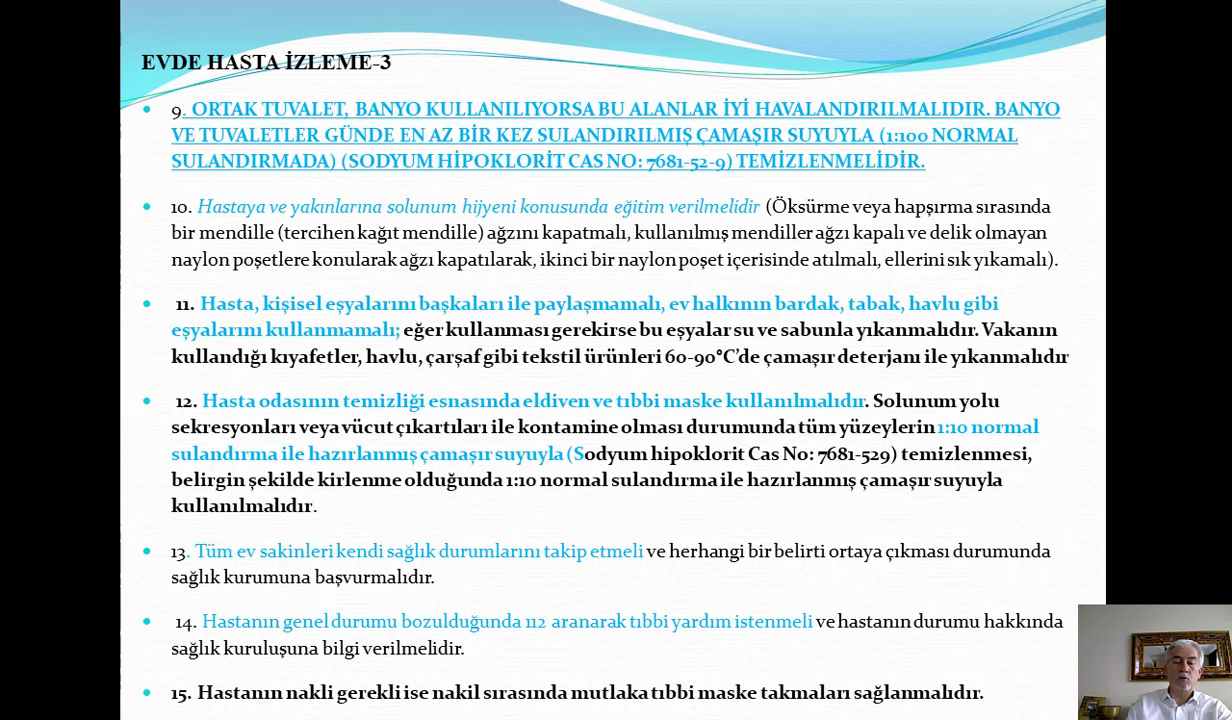 EVDE HASTA İZLEME-3
• 9. ORTAK TUVALET, BANYO KULLANILIYORSA BU ALANLAR İYİ HAVALANDIRILMALIDIR. BANYO
VE TUVALETLER GÜNDE EN AZ BİR KEZ SULANDIRILMIŞ ÇAMAŞIR SUYUYLA (1:100 NORMAL
SULANDIRMADA) (SODYUM HİPOKLORİT CAS NO: 7681-52-9) TEMİZLENMELİDİR.
• 10. Hastaya ve yakınlarına solunum hijyeni konusunda eğitim verilmelidir (Öksürme veya hapşırma sırasında
bir mendille (tercihen kağıt mendille) ağzını kapatmalı, kullanılmış mendiller ağzı kapalı ve delik olmayan
naylon poşetlere konularak ağzı kapatılarak, ikinci bir naylon poşet içerisinde atılmalı, ellerini sık yıkamalı).
• 11. Hasta, kişisel eşyalarını başkaları ile paylaşmamalı, ev halkının bardak, tabak, havlu gibi
eşyalarını kullanmamalı; eğer kullanması gerekirse bu eşyalar su ve sabunla yıkanmalıdır. Vakanın
kullandığı kıyafetler, havlu, çarşaf gibi tekstil ürünleri 60-90°C’de çamaşır deterjanı ile yıkanmalıdır
• 12. Hasta odasının temizliği esnasında eldiven ve tıbbi maske kullanılmalıdır. Solunum yolu
sekresyonları veya vücut çıkartıları ile kontamine olması durumunda tüm yüzeylerin 1:10 normal
sulandırma ile hazırlanmış çamaşır suyuyla (Sodyum hipoklorit Cas No: 7681-529) temizlenmesi,
belirgin şekilde kirlenme olduğunda 1:10 normal sulandırma ile hazırlanmış çamaşır suyuyla
kullanılmalıdır.
• 13. Tüm ev sakinleri kendi sağlık durumlarını takip etmeli ve herhangi bir belirti ortaya çıkması durumunda
sağlık kurumuna başvurmalıdır.
• 14. Hastanın genel durumu bozulduğunda 112 aranarak tıbbi yardım istenmeli ve hastanın durumu hakkında
sağlık kuruluşuna bilgi verilmelidir.
• 15. Hastanın nakli gerekli ise nakil sırasında mutlaka tıbbi maske takmaları sağlanmalıdır.